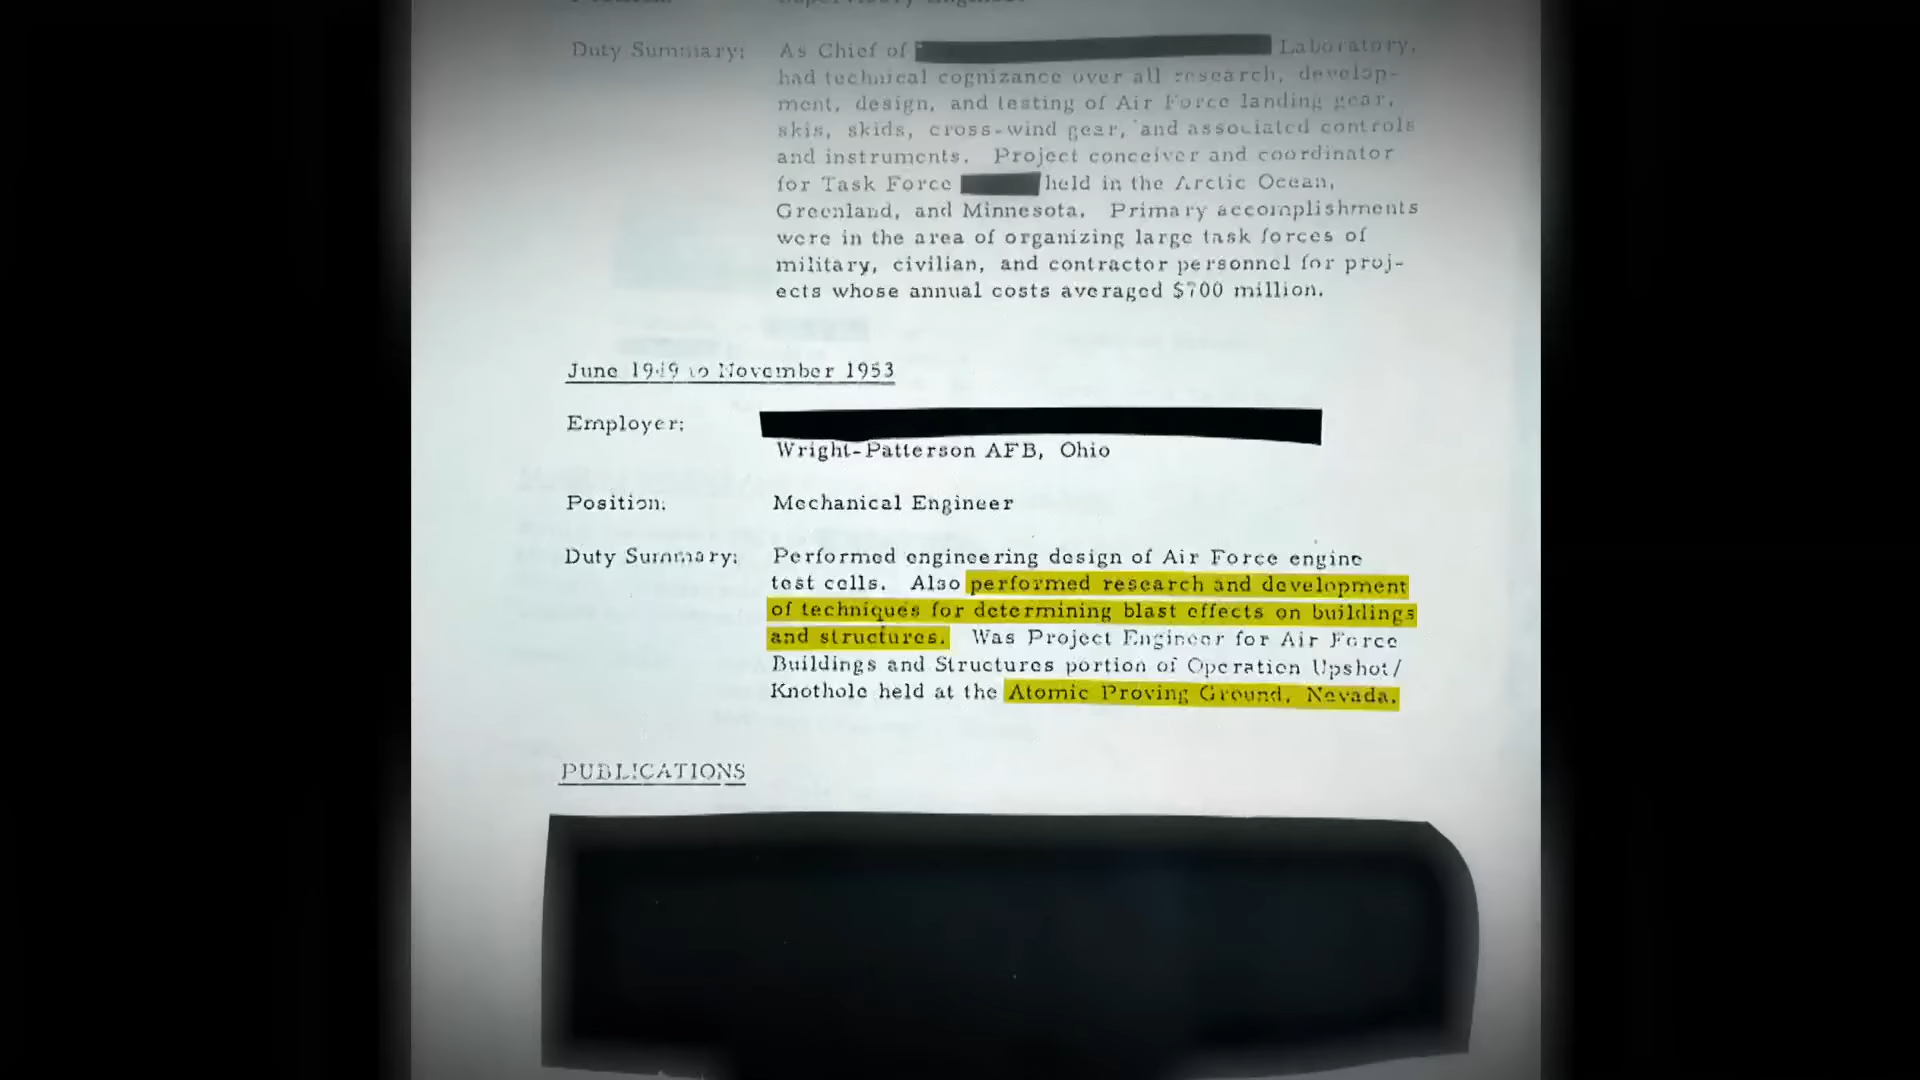 Duty Summary: As Chief of Laboratory,
had technical cognizance over all research, develop-
ment, design, and testing of Air Force landing gear,
skis, skids, cross-wind gear, and associated controls
and instruments. Project conceiver and coordinator
for Task Force held in the Arctic Ocean,
Greenland, and Minnesota. Primary accomplishments
were in the area of organizing large task forces of
military, civilian, and contractor personnel for proj-
ects whose annual costs averaged $700 million.
June 1949 to November 1953
Employer:
Wright-Patterson AFB, Ohio
Position: Mechanical Engineer
Duty Summary: Performed engineering design of Air Force engine
test cells. Also performed research and development
of techniques for determining blast effects on buildings
and structures. Was Project Engineer for Air Force
Buildings and Structures portion of Operation Upshot/
Knothole held at the Atomic Proving Ground, Nevada.
PUBLICATIONS